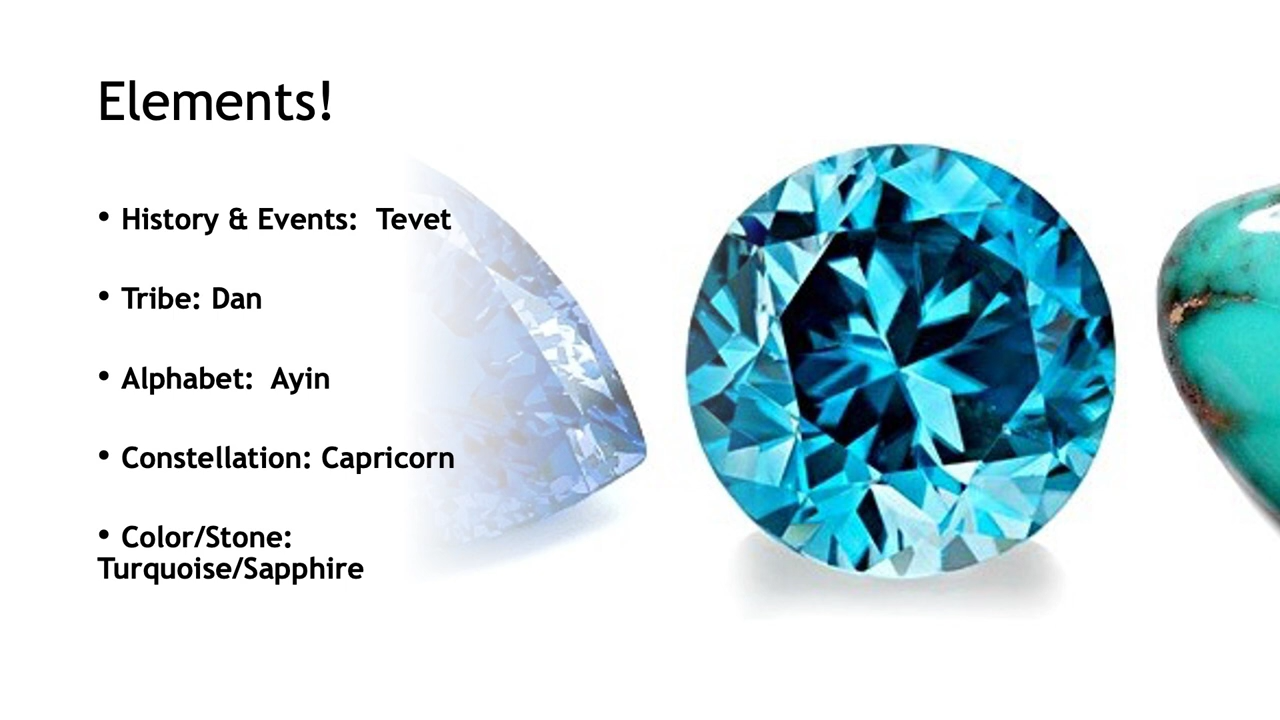 Elements!
• History & Events:  Tevet
• Tribe: Dan
• Alphabet:  Ayin
• Constellation: Capricorn
• Color/Stone:
Turquoise/Sapphire